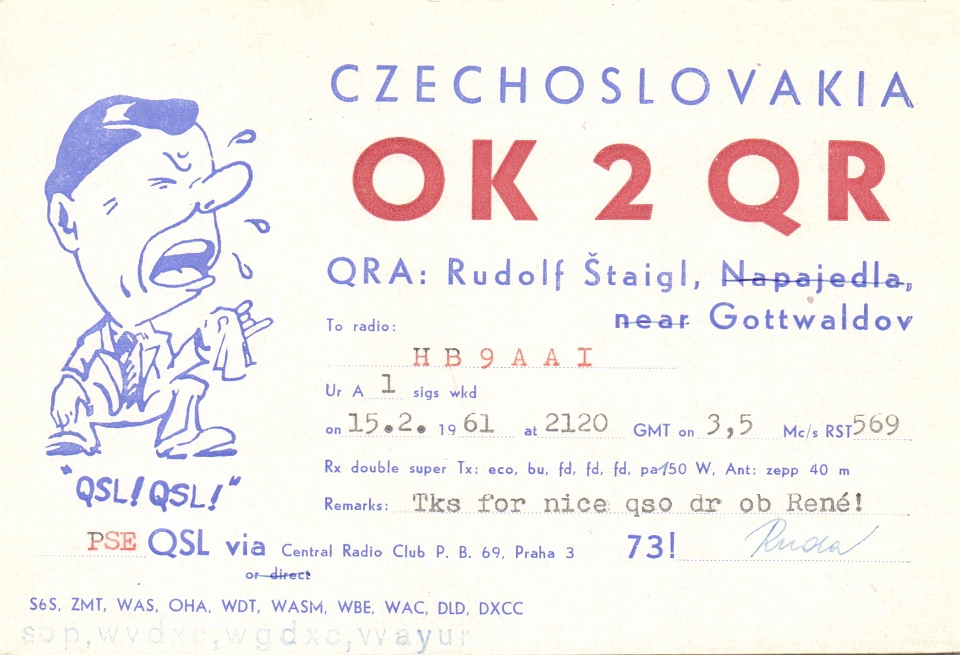 CZECHOSLOVAKIA
OK 2 QR
QRA: Rudolf Štaigl, Napajedla,
near Gottwaldov
To radio:
HB9AAI
Ur A 1 sigs wkd
on 15.2. 1961 at 2120 GMT on 3,5 Mc/s RST 569
Rx double super Tx: eco, bu, fd, fd, fd, pa 150 W, Ant: zepp 40 m
Remarks: Tks for nice qso dr ob René!
"QSL! QSL!"
PSE QSL via Central Radio Club P. B. 69, Praha 3 73! Ruda
or direct
S6S, ZMT, WAS, OHA, WDT, WASM, WBE, WAC, DLD, DXCC
sop,wvdxc,wgdxc,wayur